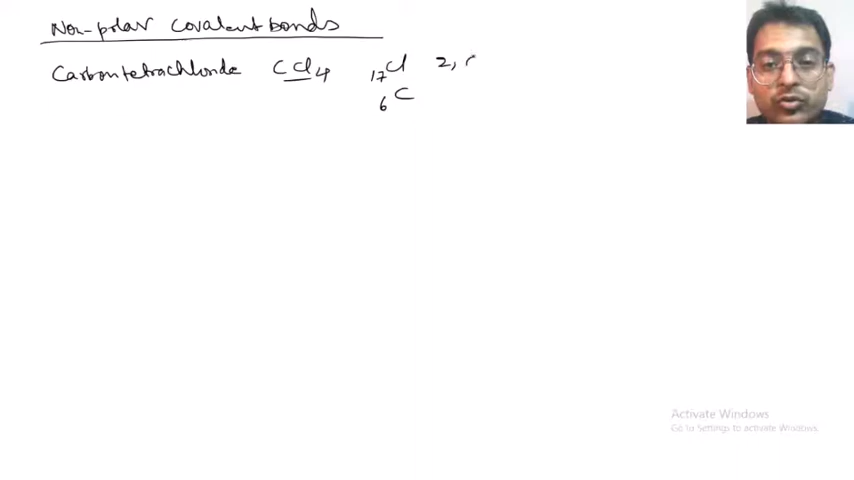 Non-polar covalent bonds
Carbontetrachloride CCl4 17Cl 2,
6C
Activate Windows
Go to Settings to activate Windows.